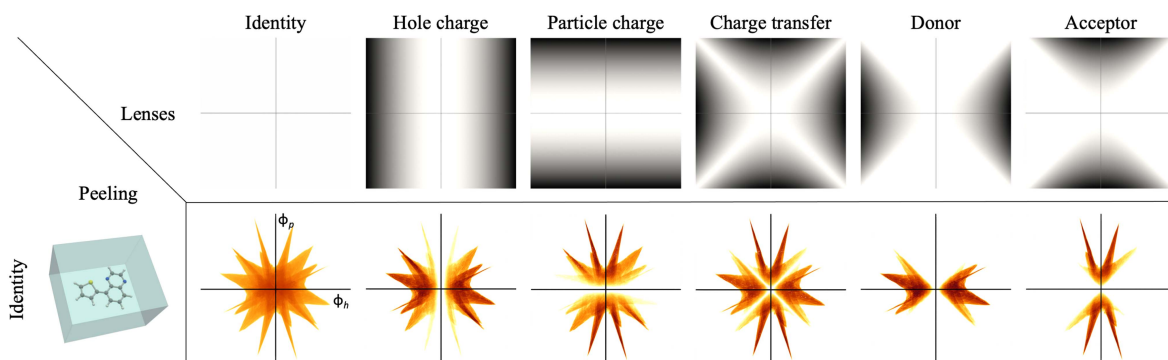 Identity
Hole charge
Particle charge
Charge transfer
Donor
Acceptor
Lenses
Peeling
Identity
ϕp
ϕh